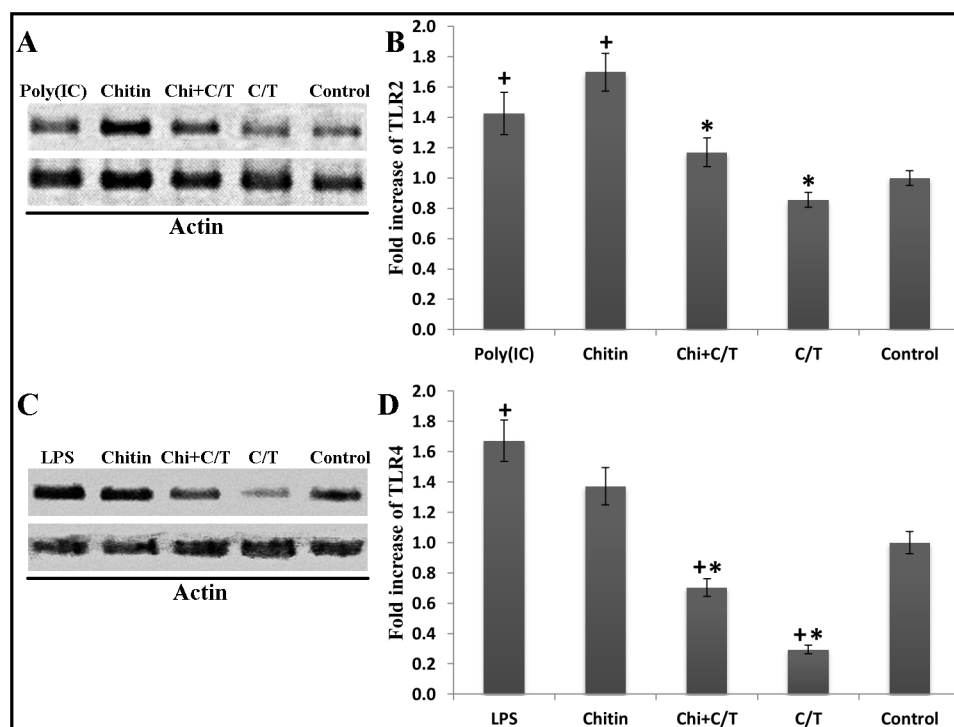 A
Poly(IC) Chitin Chi+C/T C/T Control
Actin
B
Fold increase of TLR2
2.0
1.8
1.6
1.4
1.2
1.0
0.8
0.6
0.4
0.2
0.0
+
+
*
*
Poly(IC) Chitin Chi+C/T C/T Control
C
LPS Chitin Chi+C/T C/T Control
Actin
D
Fold increase of TLR4
2.0
1.8
1.6
1.4
1.2
1.0
0.8
0.6
0.4
0.2
0.0
+
+*
+*
LPS Chitin Chi+C/T C/T Control